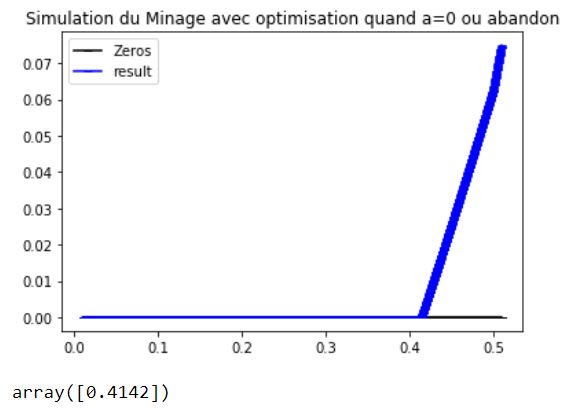 Simulation du Minage avec optimisation quand a=0 ou abandon
Zeros
result
0.07
0.06
0.05
0.04
0.03
0.02
0.01
0.00
0.0 0.1 0.2 0.3 0.4 0.5
array([0.4142])